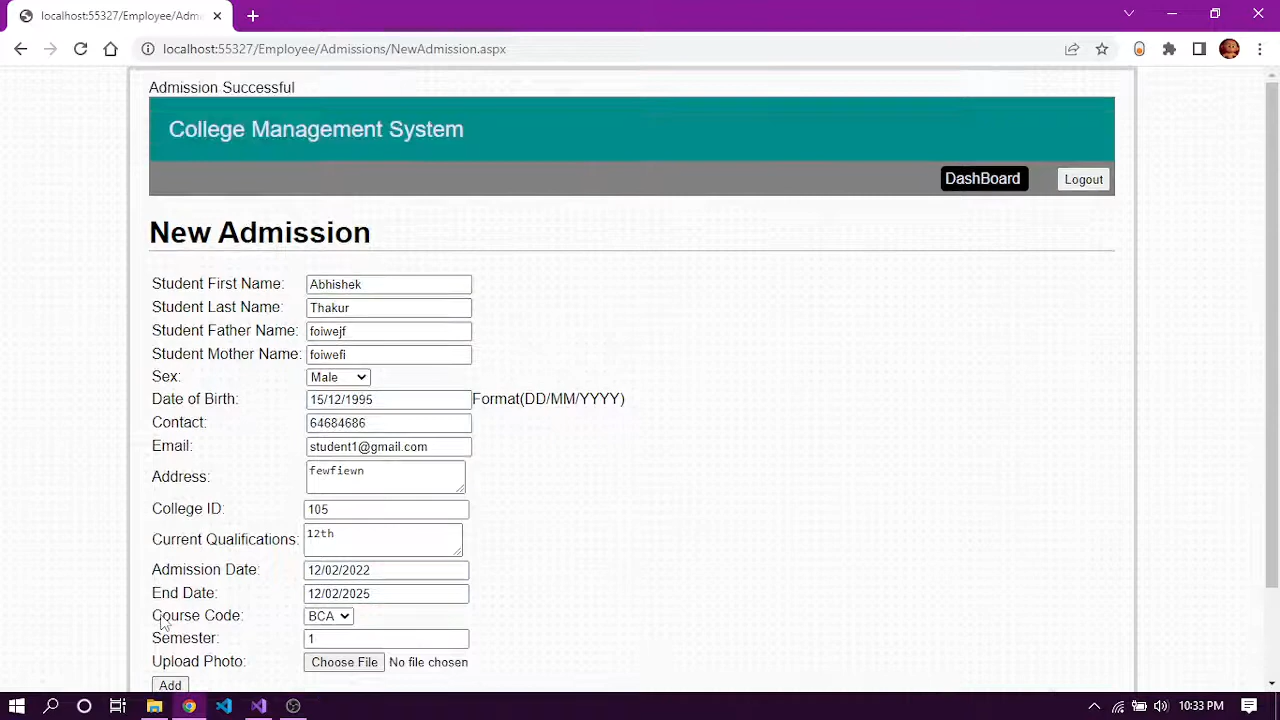 localhost:55327/Employee/Adm
localhost:55327/Employee/Admissions/NewAdmission.aspx
Admission Successful
College Management System
DashBoard
Logout
New Admission
Student First Name: Abhishek
Student Last Name: Thakur
Student Father Name: foiwejf
Student Mother Name: foiwefi
Sex: Male
Date of Birth: 15/12/1995 Format(DD/MM/YYYY)
Contact: 64684686
Email: student1@gmail.com
Address: fewfiewn
College ID: 105
Current Qualifications: 12th
Admission Date: 12/02/2022
End Date: 12/02/2025
Course Code: BCA
Semester: 1
Upload Photo: Choose File No file chosen
Add
10:33 PM